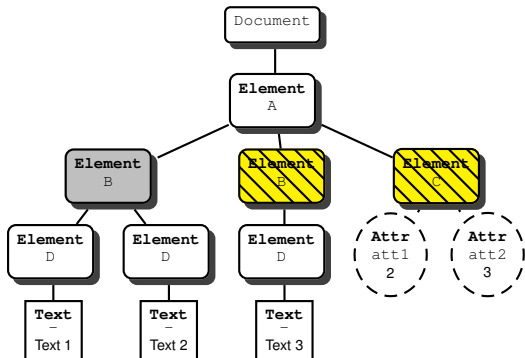 Document
Element
A
Element
B
Element
B
Element
C
Element
D
Element
D
Element
D
Attr
att1
2
Attr
att2
3
Text
–
Text 1
Text
–
Text 2
Text
–
Text 3